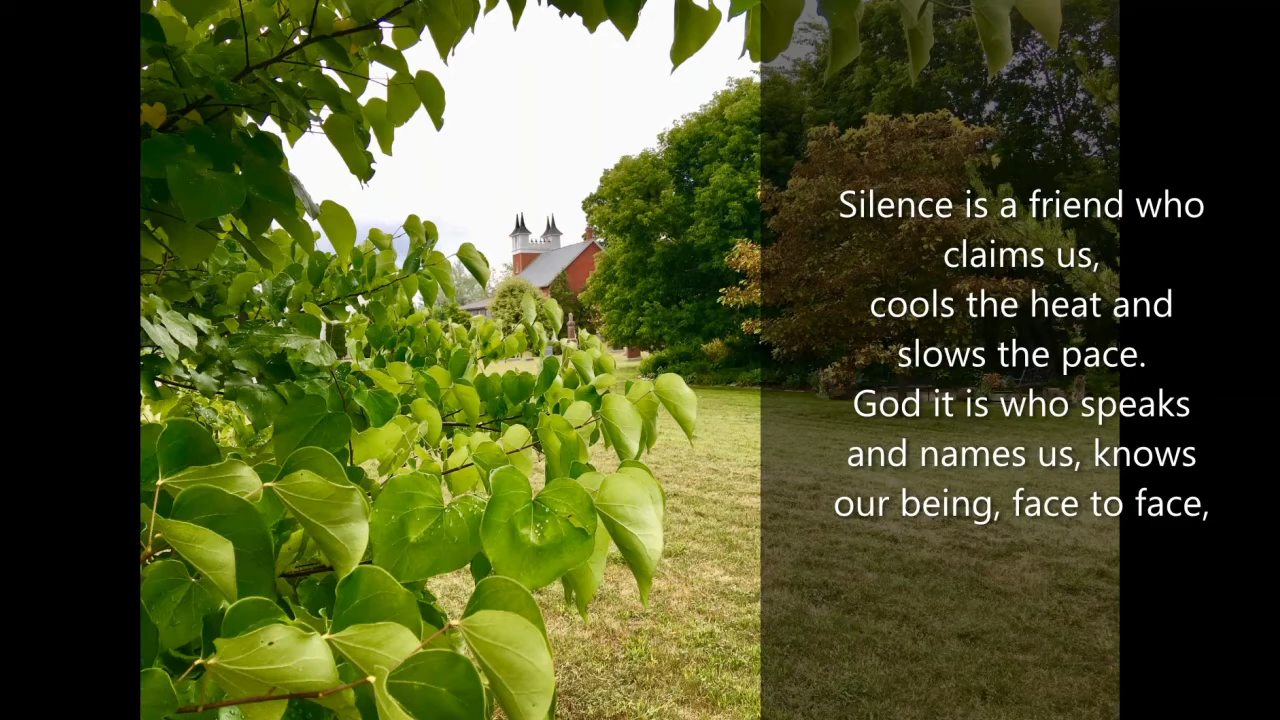 Silence is a friend who
claims us,
cools the heat and
slows the pace.
God it is who speaks
and names us, knows
our being, face to face,